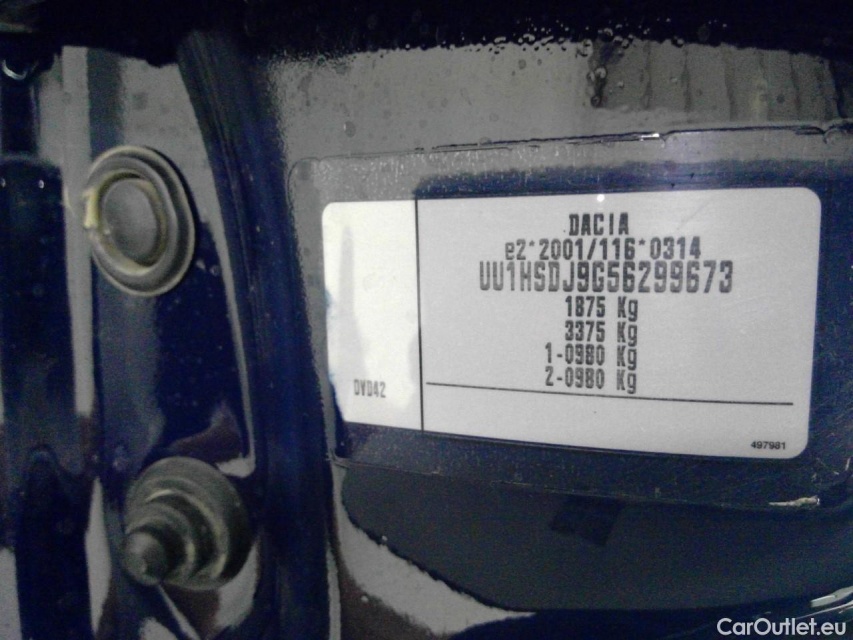 DACIA
e2*2001/116*0314
UU1HSDJ9G56299673
1875 Kg
3375 Kg
1-0980 Kg
2-0980 Kg
DVD42
497981
CarOutlet.eu